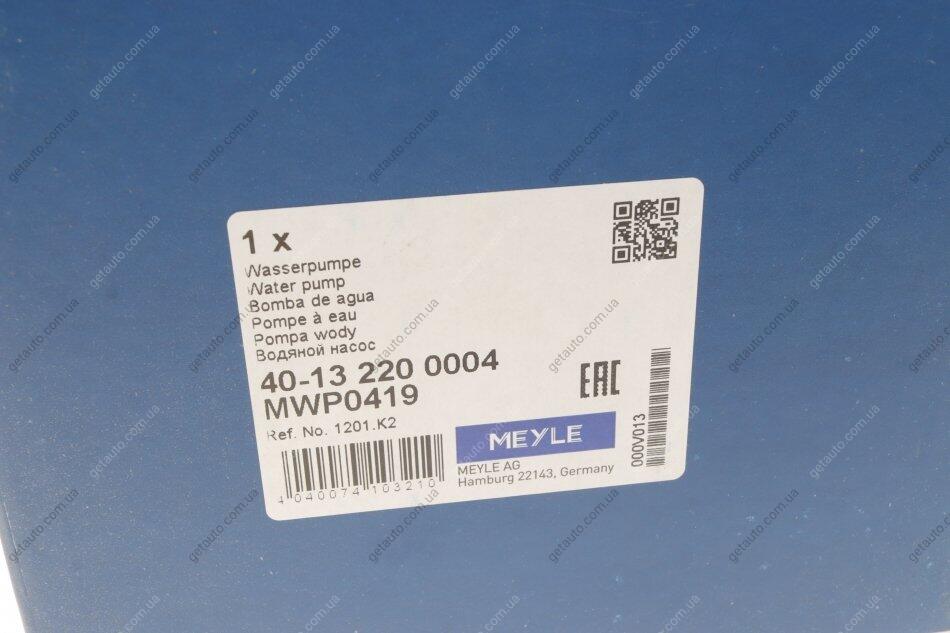 1 x
Wasserpumpe
Water pump
Bomba de agua
Pompe à eau
Pompa wody
Водяной насос
40-13 220 0004
MWP0419
Ref. No. 1201.K2
4 040074 103210
EAC
MEYLE
MEYLE AG
Hamburg 22143, Germany
000V013
getauto.com.ua